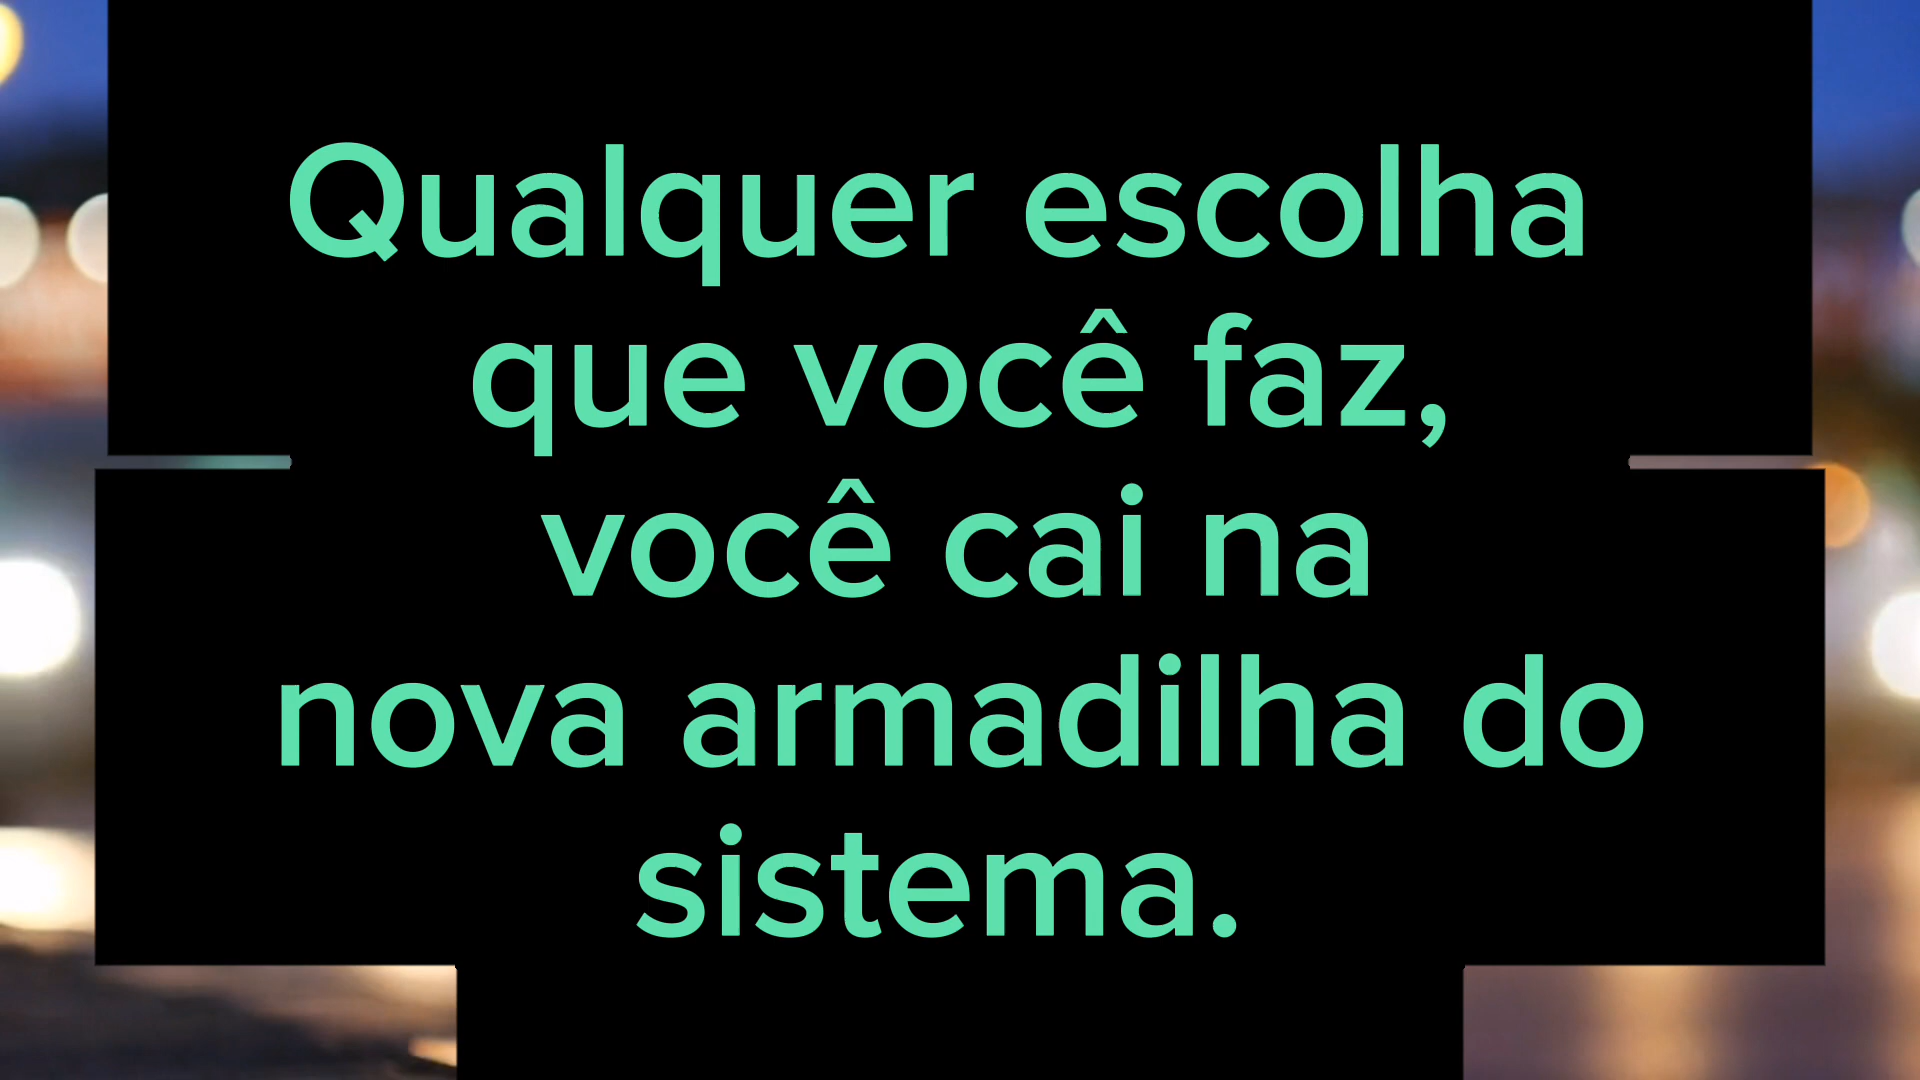 Qualquer escolha
que você faz,
você cai na
nova armadilha do
sistema.